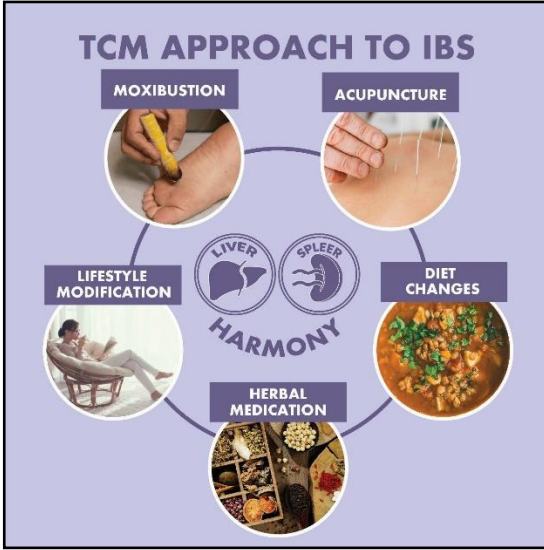 TCM APPROACH TO IBS
MOXIBUSTION
ACUPUNCTURE
LIVER
SPLEER
LIFESTYLE
MODIFICATION
DIET
CHANGES
HARMONY
HERBAL
MEDICATION